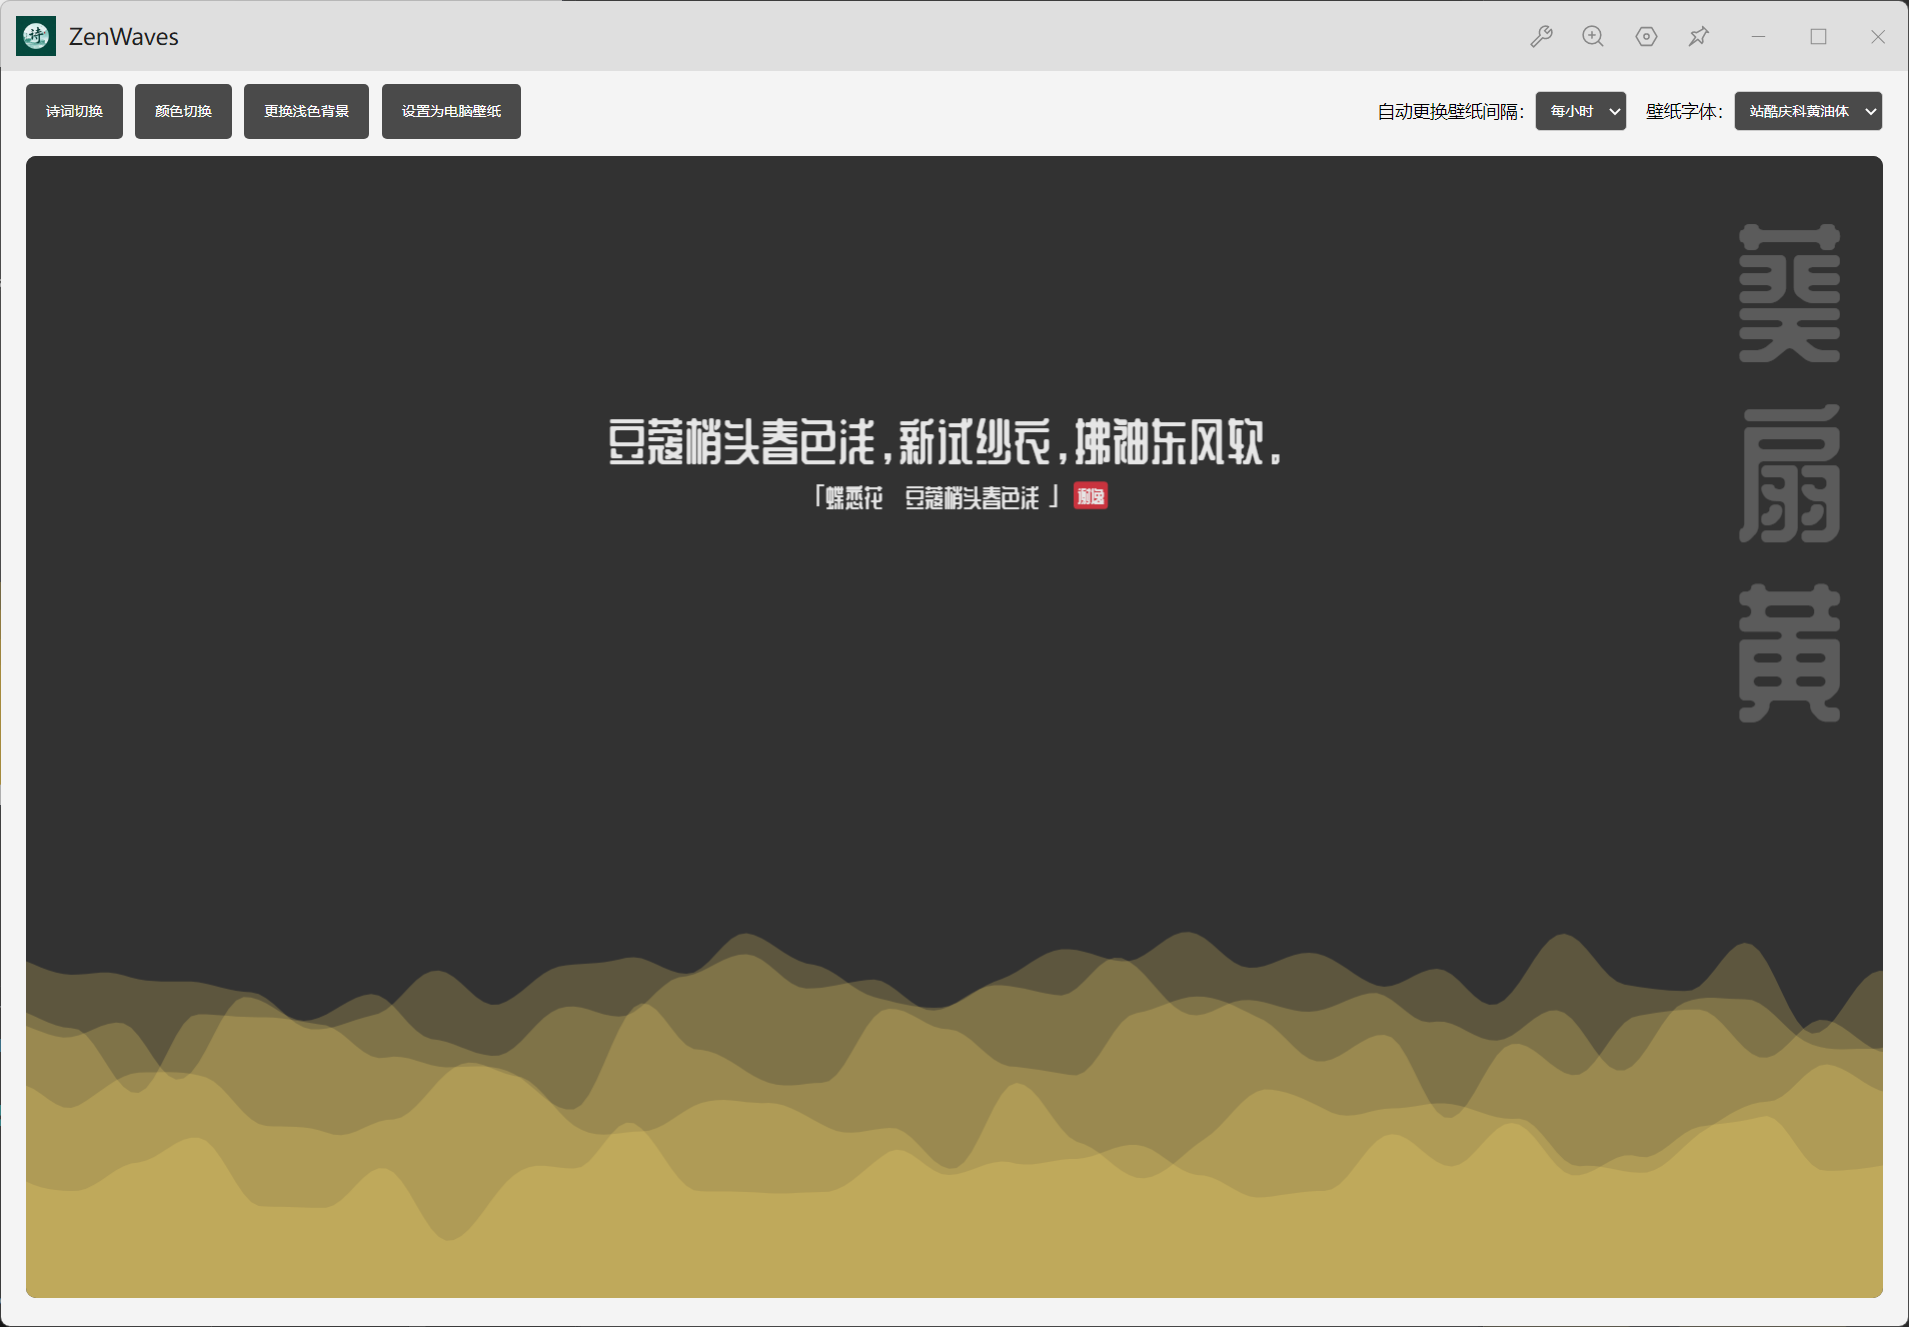 诗
ZenWaves
诗词切换
颜色切换
更换浅色背景
设置为电脑壁纸
自动更换壁纸间隔:
每小时
壁纸字体:
站酷庆科黄油体
豆蔻梢头春色浅,新试纱衣,拂袖东风软。
「蝶恋花 豆蔻梢头春色浅 」
谢逸
蒸扇黄